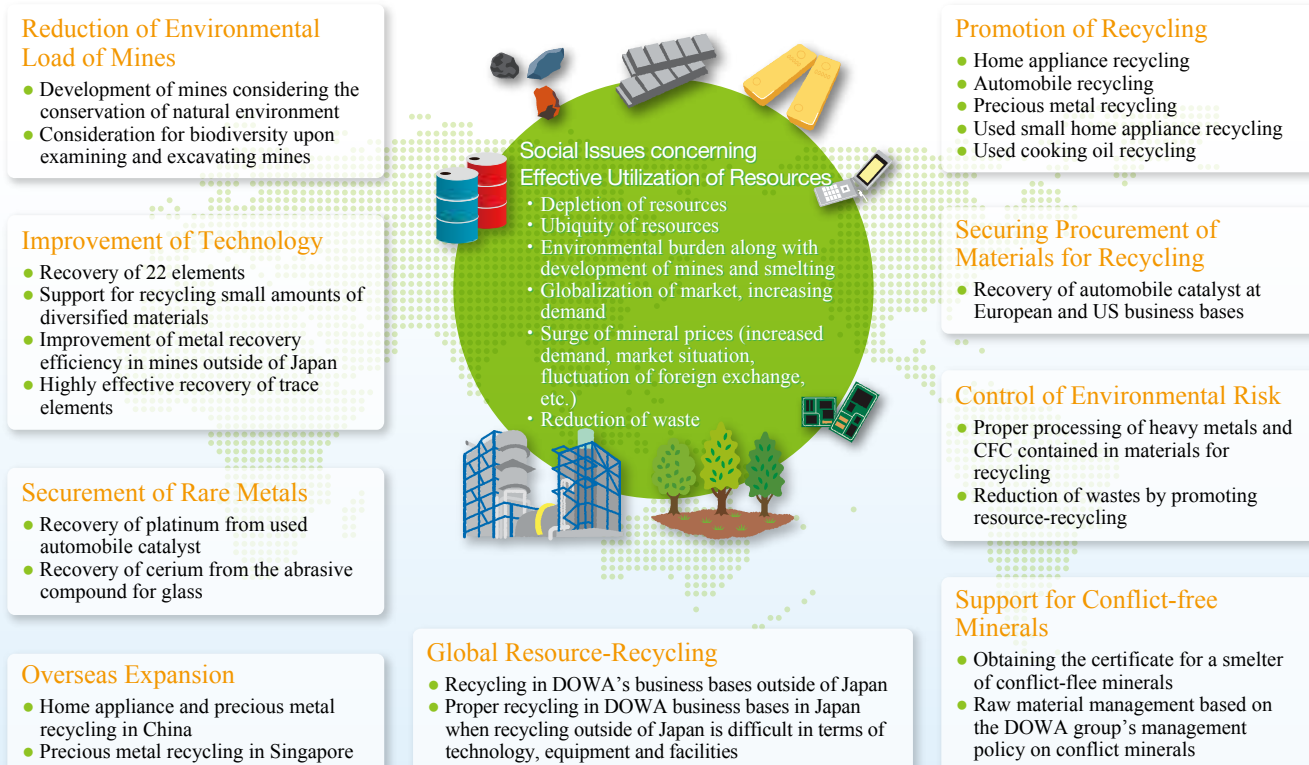 Reduction of Environmental
Load of Mines
● Development of mines considering the
conservation of natural environment
● Consideration for biodiversity upon
examining and excavating mines
Improvement of Technology
● Recovery of 22 elements
● Support for recycling small amounts of
diversified materials
● Improvement of metal recovery
efficiency in mines outside of Japan
● Highly effective recovery of trace
elements
Securement of Rare Metals
● Recovery of platinum from used
automobile catalyst
● Recovery of cerium from the abrasive
compound for glass
Overseas Expansion
● Home appliance and precious metal
recycling in China
● Precious metal recycling in Singapore
Social Issues concerning
Effective Utilization of Resources
・Depletion of resources
・Ubiquity of resources
・Environmental burden along with
development of mines and smelting
・Globalization of market, increasing
demand
・Surge of mineral prices (increased
demand, market situation,
fluctuation of foreign exchange,
etc.)
・Reduction of waste
Global Resource-Recycling
● Recycling in DOWA's business bases outside of Japan
● Proper recycling in DOWA business bases in Japan
when recycling outside of Japan is difficult in terms of
technology, equipment and facilities
Promotion of Recycling
● Home appliance recycling
● Automobile recycling
● Precious metal recycling
● Used small home appliance recycling
● Used cooking oil recycling
Securing Procurement of
Materials for Recycling
● Recovery of automobile catalyst at
European and US business bases
Control of Environmental Risk
● Proper processing of heavy metals and
CFC contained in materials for
recycling
● Reduction of wastes by promoting
resource-recycling
Support for Conflict-free
Minerals
● Obtaining the certificate for a smelter
of conflict-flee minerals
● Raw material management based on
the DOWA group's management
policy on conflict minerals